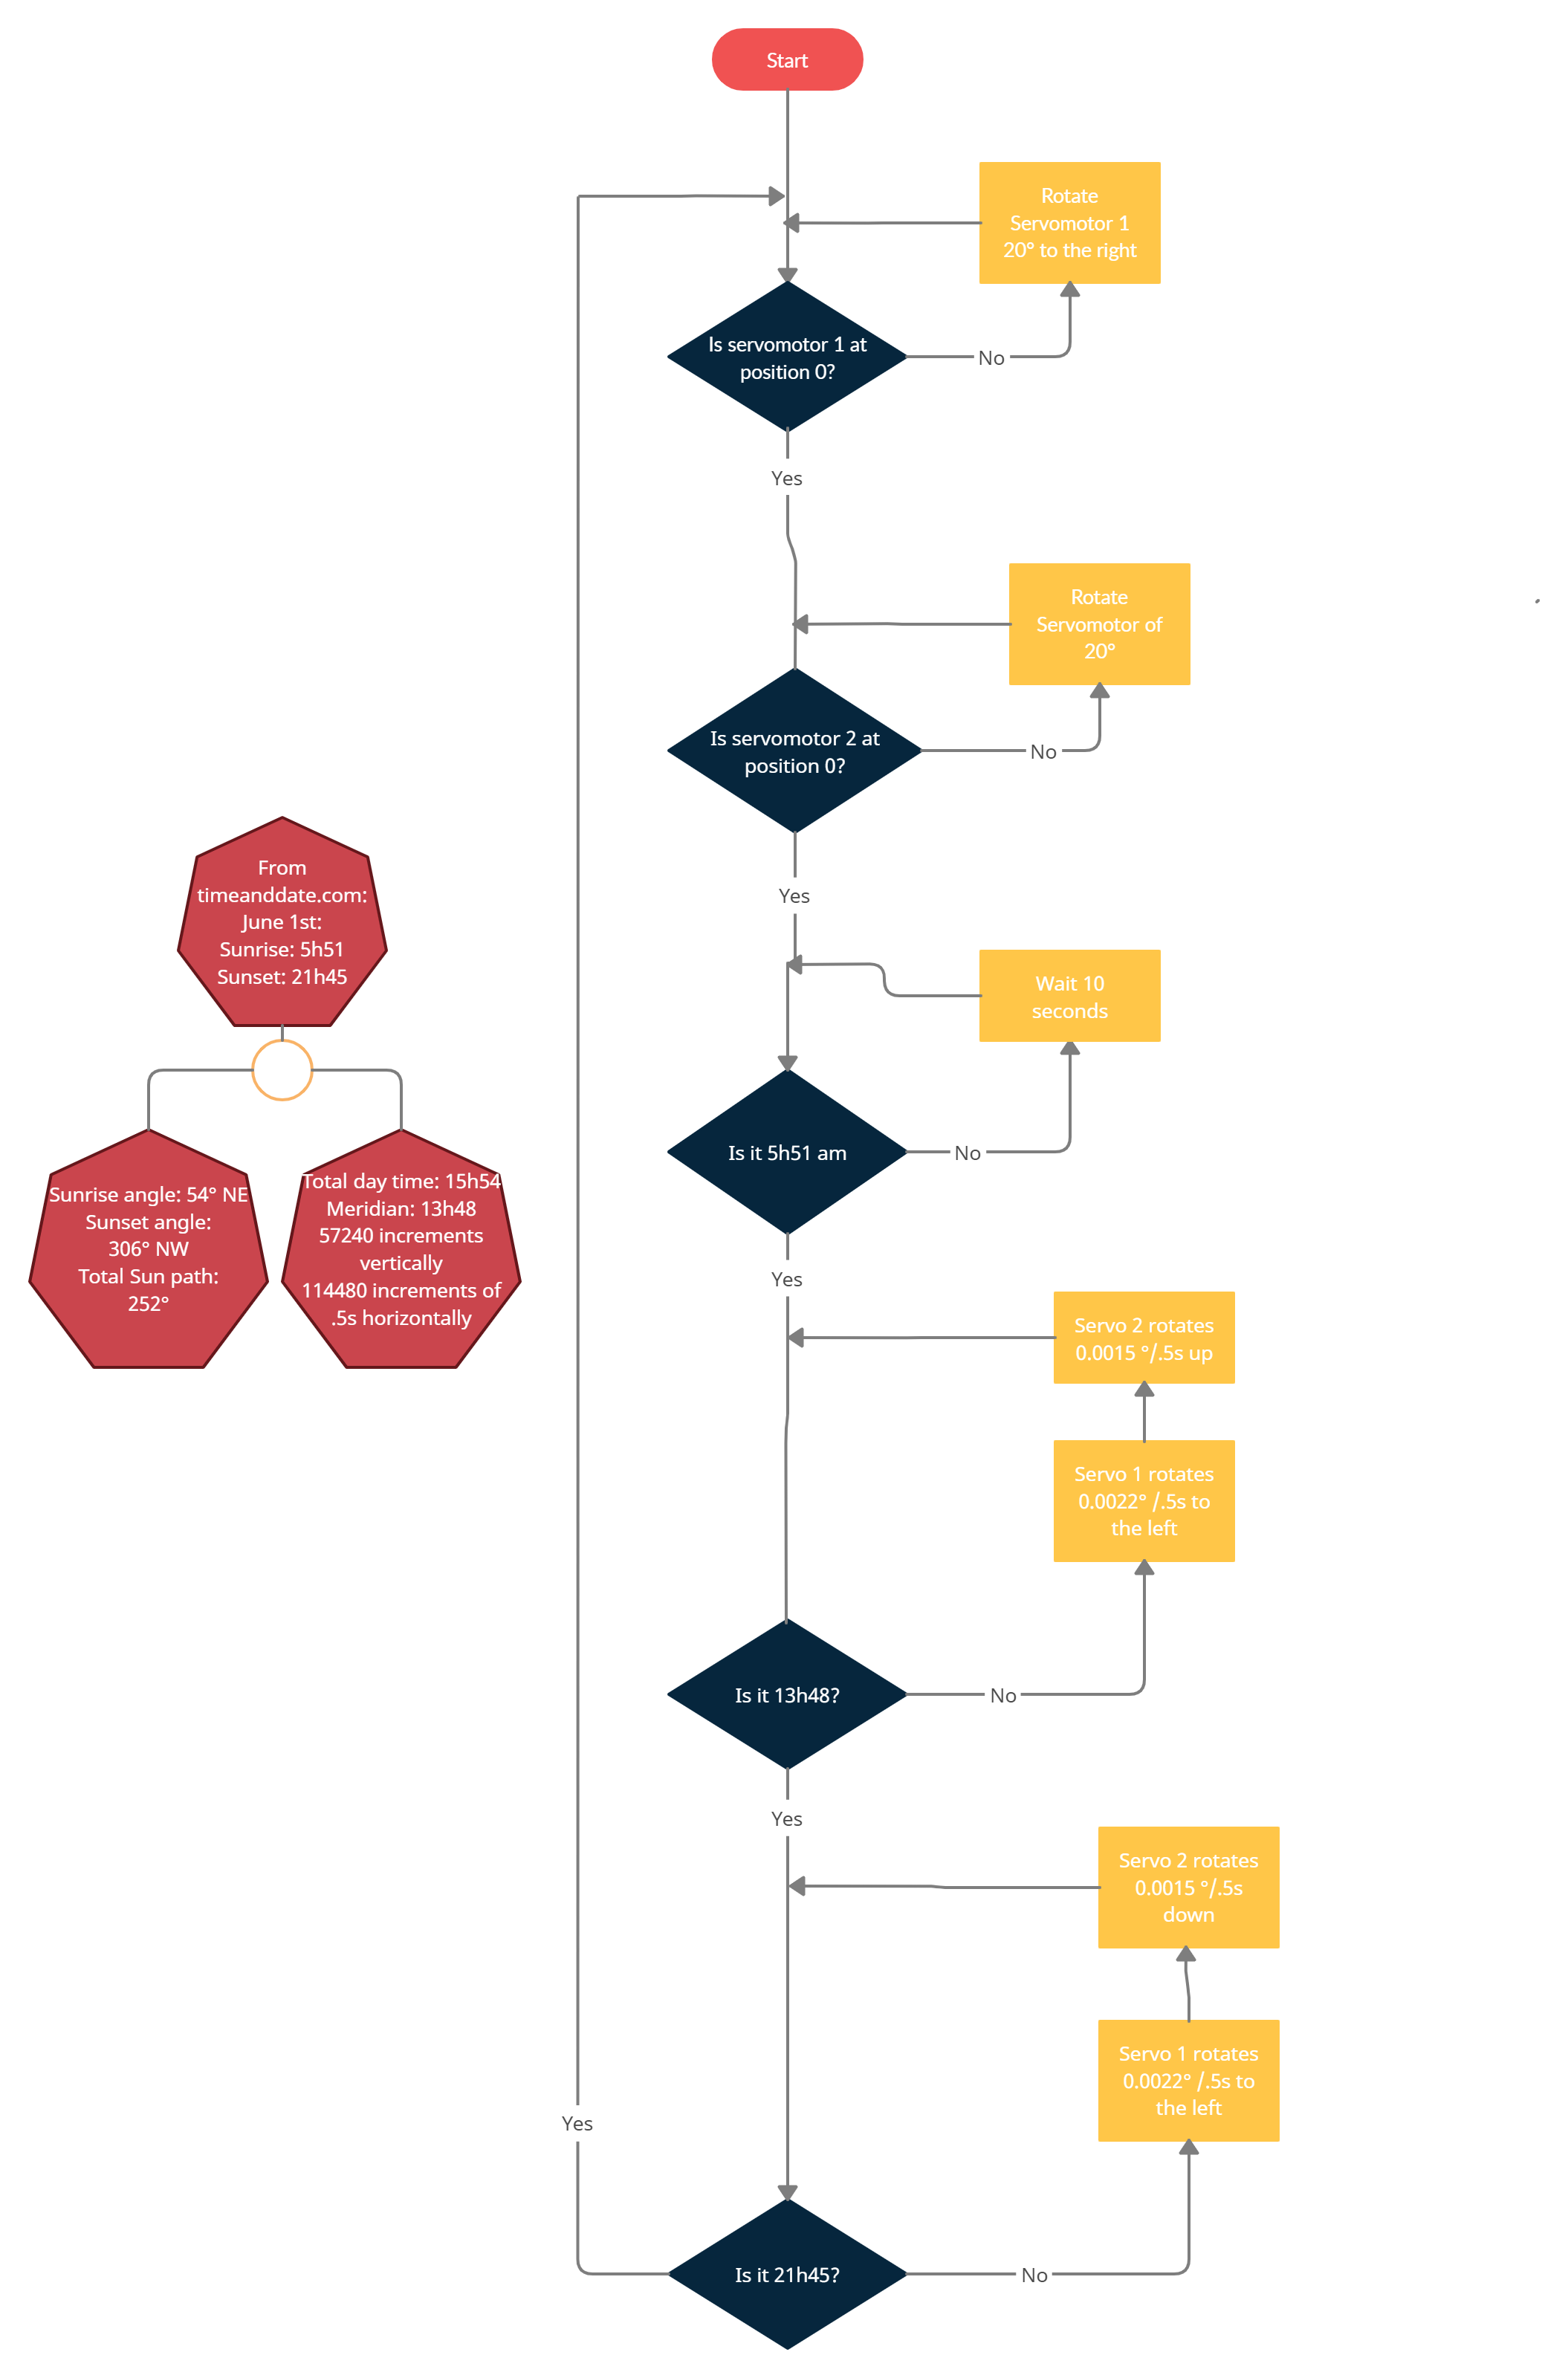 Start
Rotate
Servomotor 1
20° to the right
Is servomotor 1 at
position 0?
No
Yes
Rotate
Servomotor of
20°
Is servomotor 2 at
position 0?
No
Yes
From
timeanddate.com:
June 1st:
Sunrise: 5h51
Sunset: 21h45
Wait 10
seconds
Is it 5h51 am
No
Yes
Sunrise angle: 54° NE
Sunset angle:
306° NW
Total Sun path:
252°
Total day time: 15h54
Meridian: 13h48
57240 increments
vertically
114480 increments of
.5s horizontally
Servo 2 rotates
0.0015 °/.5s up
Servo 1 rotates
0.0022° /.5s to
the left
Is it 13h48?
No
Yes
Servo 2 rotates
0.0015 °/.5s
down
Servo 1 rotates
0.0022° /.5s to
the left
Yes
Is it 21h45?
No